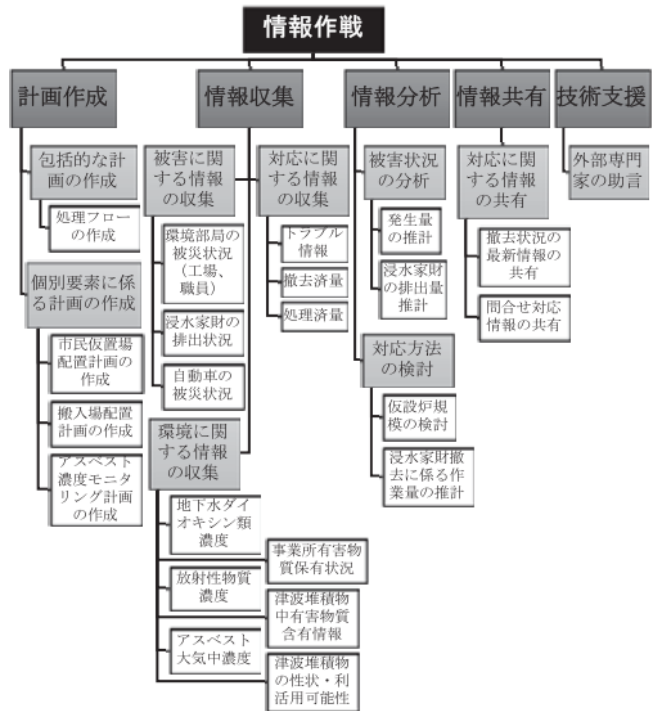 情報作戦
計画作成
包括的な計
画の作成
処理フロー
の作成
個別要素に係
る計画の作成
市民仮置場
配置計画の
作成
搬入場配置
計画の作成
アスベスト
濃度モニタ
リング計画
の作成
情報収集
被害に関
する情報
の収集
環境部局の
被災状況
（工場、
職員）
浸水家財の
排出状況
自動車の
被災状況
対応に関
する情報
の収集
トラブル
情報
撤去済量
処理済量
環境に関
する情報
の収集
地下水ダイ
オキシン類
濃度
放射性物質
濃度
アスベスト
大気中濃度
事業所有害物
質保有状況
津波堆積物
中有害物質
含有情報
津波堆積物
の性状・利
活用可能性
情報分析
被害状況
の分析
発生量
の推計
浸水家財
の排出量
推計
対応方法
の検討
仮設炉規
模の検討
浸水家財撤
去に係る作
業量の推計
情報共有
対応に関
する情報
の共有
撤去状況の
最新情報の
共有
問合せ対応
情報の共有
技術支援
外部専門
家の助言